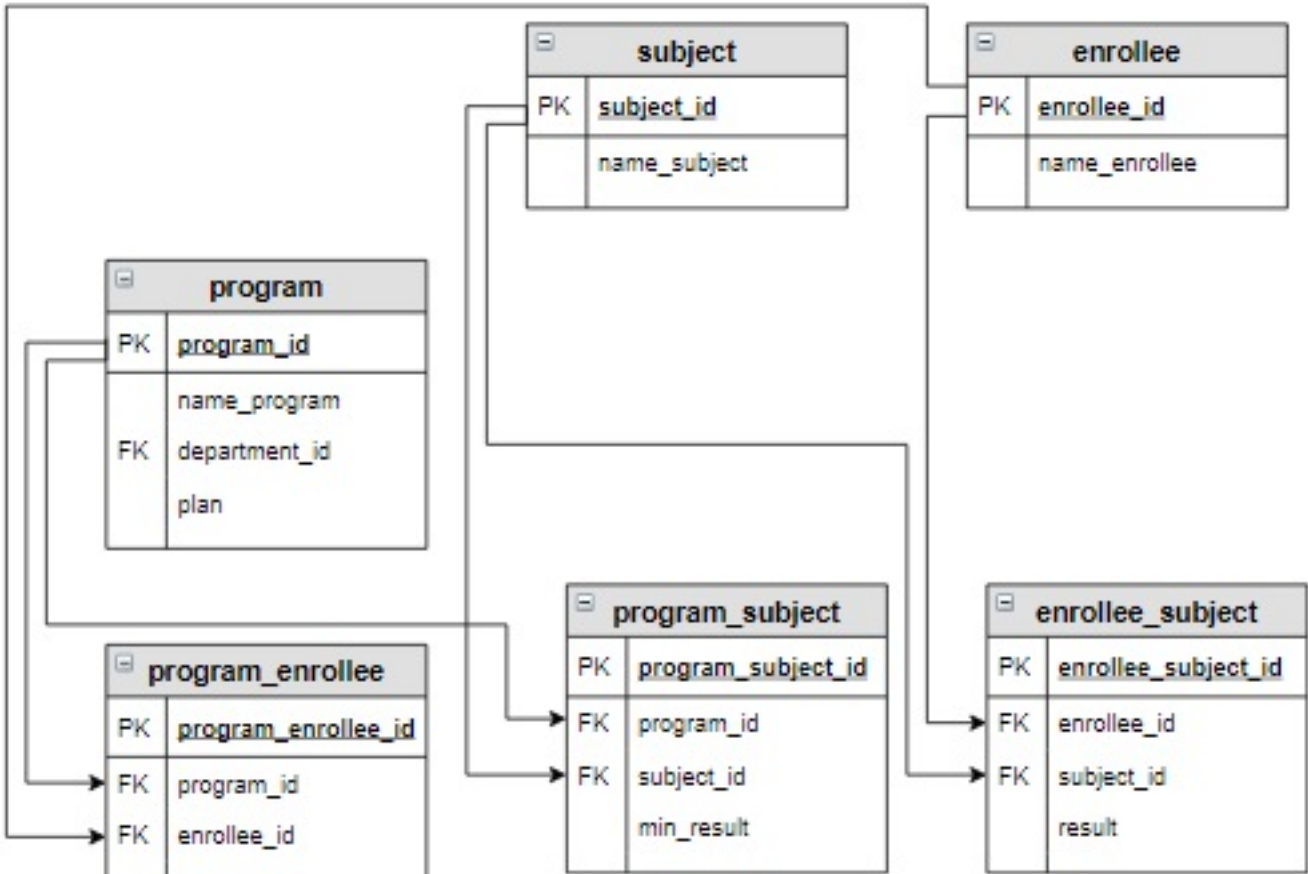 subject
PK subject_id
name_subject
enrollee
PK enrollee_id
name_enrollee
program
PK program_id
name_program
FK department_id
plan
program_enrollee
PK program_enrollee_id
FK program_id
FK enrollee_id
program_subject
PK program_subject_id
FK program_id
FK subject_id
min_result
enrollee_subject
PK enrollee_subject_id
FK enrollee_id
FK subject_id
result